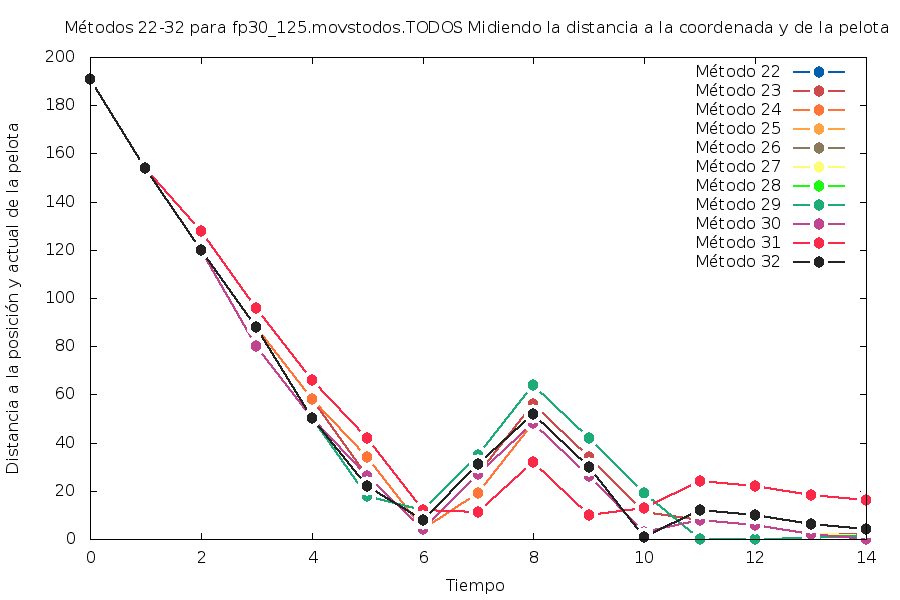 Métodos 22-32 para fp30_125.movstodos.TODOS Midiendo la distancia a la coordenada y de la pelota
Distancia a la posición y actual de la pelota
200
180
160
140
120
100
80
60
40
20
0
Método 22
Método 23
Método 24
Método 25
Método 26
Método 27
Método 28
Método 29
Método 30
Método 31
Método 32
0 2 4 6 8 10 12 14
Tiempo